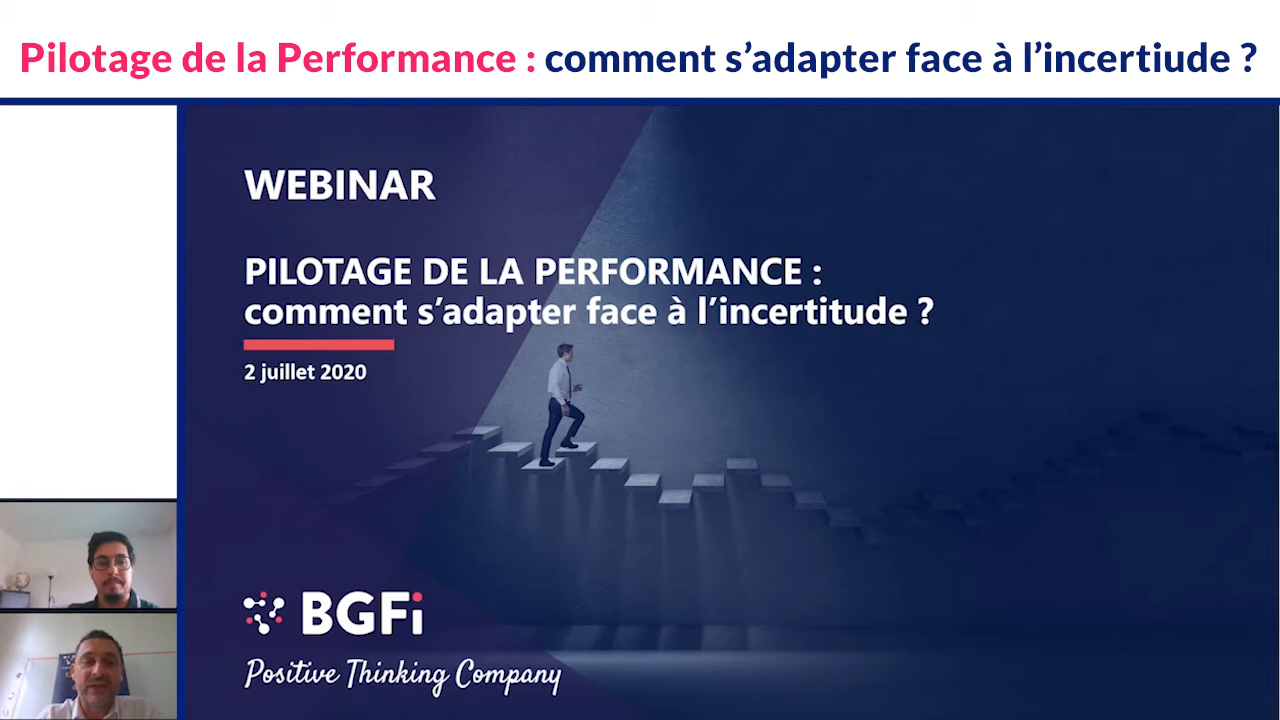 Pilotage de la Performance : comment s’adapter face à l’incertiude ?
WEBINAR
PILOTAGE DE LA PERFORMANCE :
comment s’adapter face à l’incertitude ?
2 juillet 2020
BGFi
Positive Thinking Company